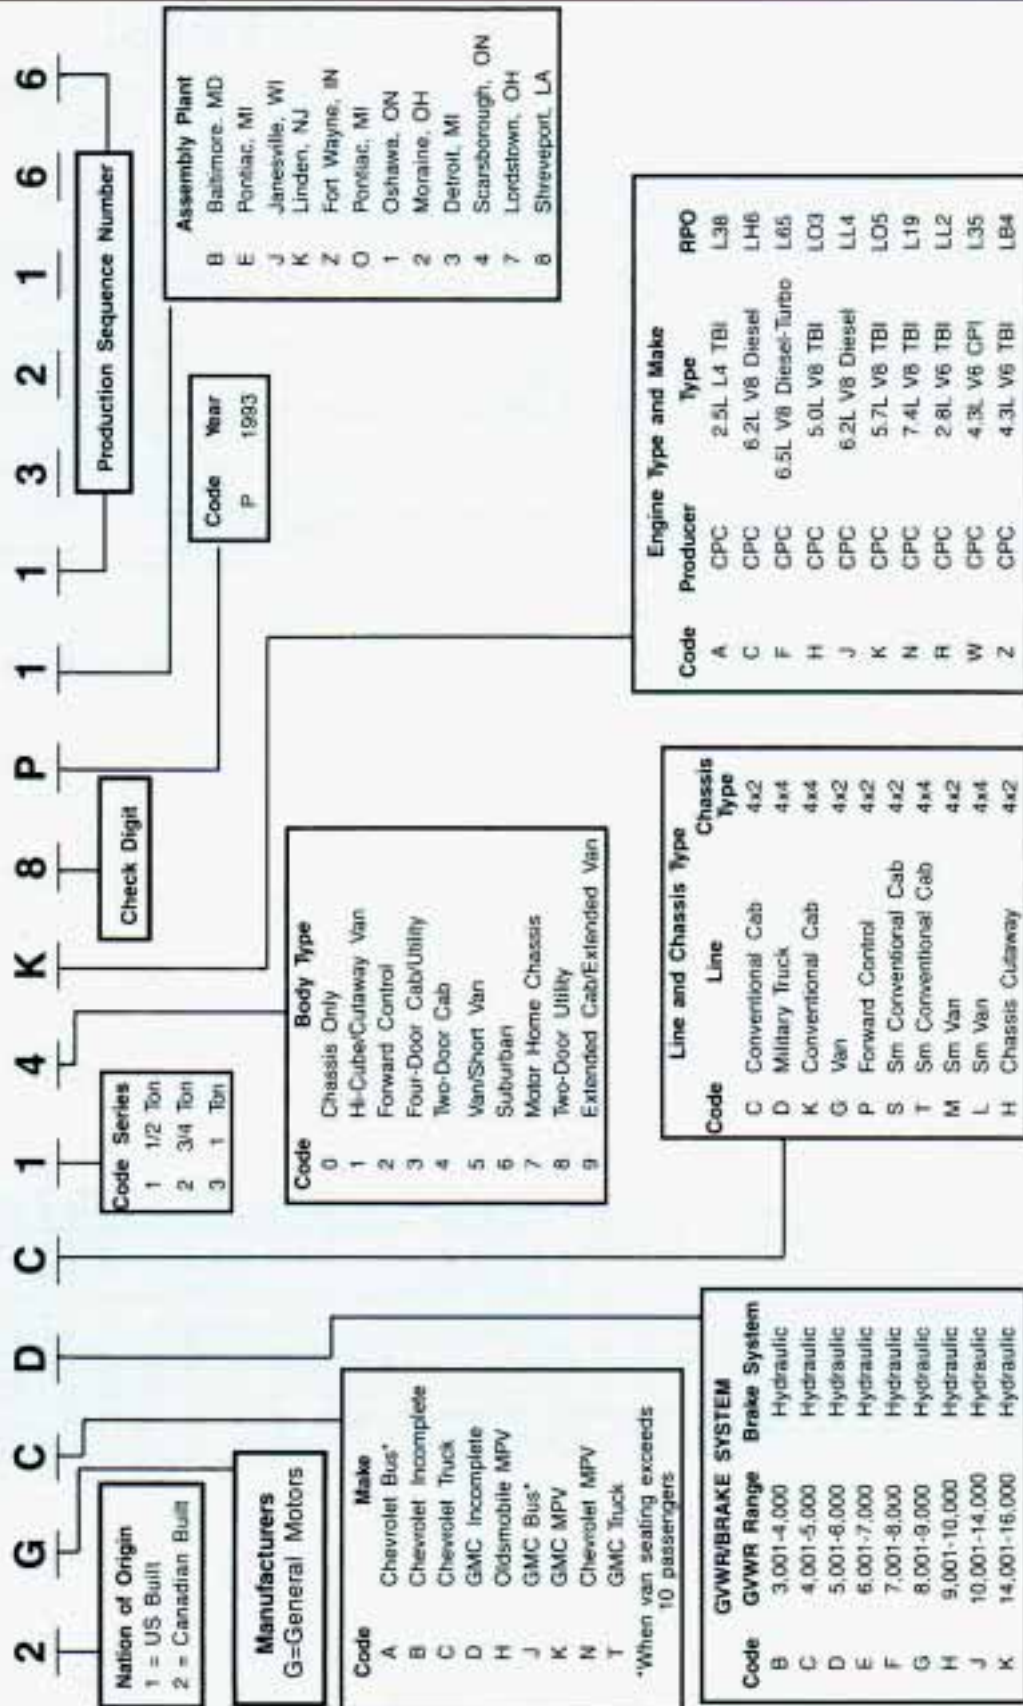 2 G C D C 1 4 K 8 P 1 1 3 2 1 6 6
Nation of Origin
1 = US Built
2 = Canadian Built
Manufacturers
G=General Motors
Code Make
A Chevrolet Bus*
B Chevrolet Incomplete
C Chevrolet Truck
D GMC Incomplete
H Oldsmobile MPV
J GMC Bus*
K GMC MPV
N Chevrolet MPV
T GMC Truck
*When van seating exceeds
10 passengers
GVWR/BRAKE SYSTEM
Code GVWR Range Brake System
B 3,001-4,000 Hydraulic
C 4,001-5,000 Hydraulic
D 5,001-6,000 Hydraulic
E 6,001-7,000 Hydraulic
F 7,001-8,000 Hydraulic
G 8,001-9,000 Hydraulic
H 9,001-10,000 Hydraulic
J 10,001-14,000 Hydraulic
K 14,001-16,000 Hydraulic
Code Series
1 1/2 Ton
2 3/4 Ton
3 1 Ton
Code Body Type
0 Chassis Only
1 Hi-Cube/Cutaway Van
2 Forward Control
3 Four-Door Cab/Utility
4 Two-Door Cab
5 Van/Short Van
6 Suburban
7 Motor Home Chassis
8 Two-Door Utility
9 Extended Cab/Extended Van
Line and Chassis Type
Code Line Chassis Type
C Conventional Cab 4x2
D Military Truck 4x4
K Conventional Cab 4x4
G Van 4x2
P Forward Control 4x2
S Sm Conventional Cab 4x2
T Sm Conventional Cab 4x4
M Sm Van 4x2
L Sm Van 4x4
H Chassis Cutaway 4x2
Check Digit
Code Year
P 1993
Production Sequence Number
Assembly Plant
B Baltimore, MD
E Pontiac, MI
J Janesville, WI
K Linden, NJ
Z Fort Wayne, IN
O Pontiac, MI
1 Oshawa, ON
2 Moraine, OH
3 Detroit, MI
4 Scarsborough, ON
7 Lordstown, OH
8 Shreveport, LA
Engine Type and Make
Code Producer Type RPO
A CPC 2.5L L4 TBI L38
C CPC 6.2L V8 Diesel LH6
F CPC 6.5L V8 Diesel-Turbo L65
H CPC 5.0L V8 TBI LO3
J CPC 6.2L V8 Diesel LL4
K CPC 5.7L V8 TBI LO5
N CPC 7.4L V8 TBI L19
R CPC 2.8L V6 TBI LL2
W CPC 4.3L V6 CPI L35
Z CPC 4.3L V6 TBI LB4